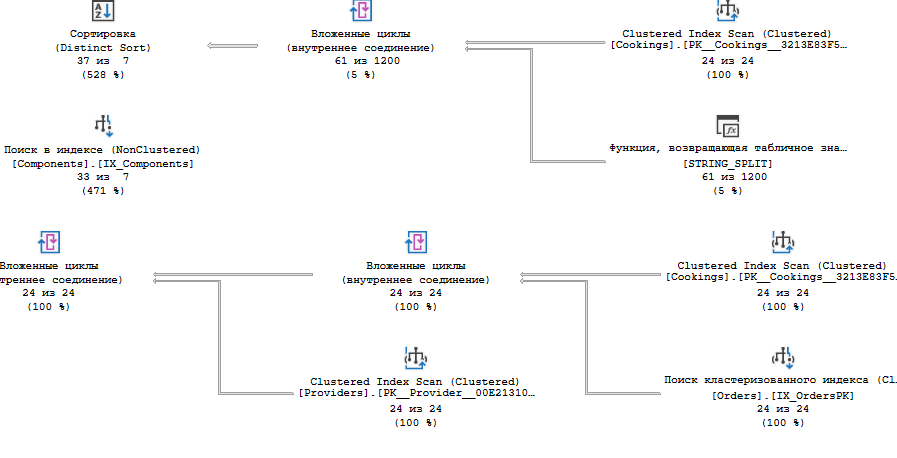 Сортировка
(Distinct Sort)
37 из 7
(528 %)
Вложенные циклы
(внутреннее соединение)
61 из 1200
(5 %)
Clustered Index Scan (Clustered)
[Cookings].[PK__Cookings__3213E83F5…
24 из 24
(100 %)
Поиск в индексе (NonClustered)
[Components].[IX_Components]
33 из 7
(471 %)
Функция, возвращающая табличное зна…
[STRING_SPLIT]
61 из 1200
(5 %)
Вложенные циклы
треннее соединение)
24 из 24
(100 %)
Вложенные циклы
(внутреннее соединение)
24 из 24
(100 %)
Clustered Index Scan (Clustered)
[Cookings].[PK__Cookings__3213E83F5
24 из 24
(100 %)
Clustered Index Scan (Clustered)
[Providers].[PK__Provider__00E21310…
24 из 24
(100 %)
Поиск кластеризованного индекса (Cl
[Orders].[IX_OrdersPK]
24 из 24
(100 %)